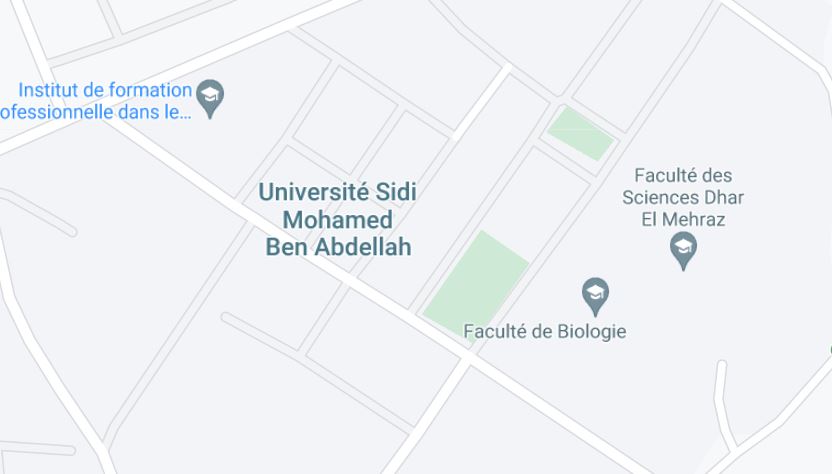 Institut de formation
ofessionnelle dans le...
Université Sidi
Mohamed
Ben Abdellah
Faculté des
Sciences Dhar
El Mehraz
Faculté de Biologie